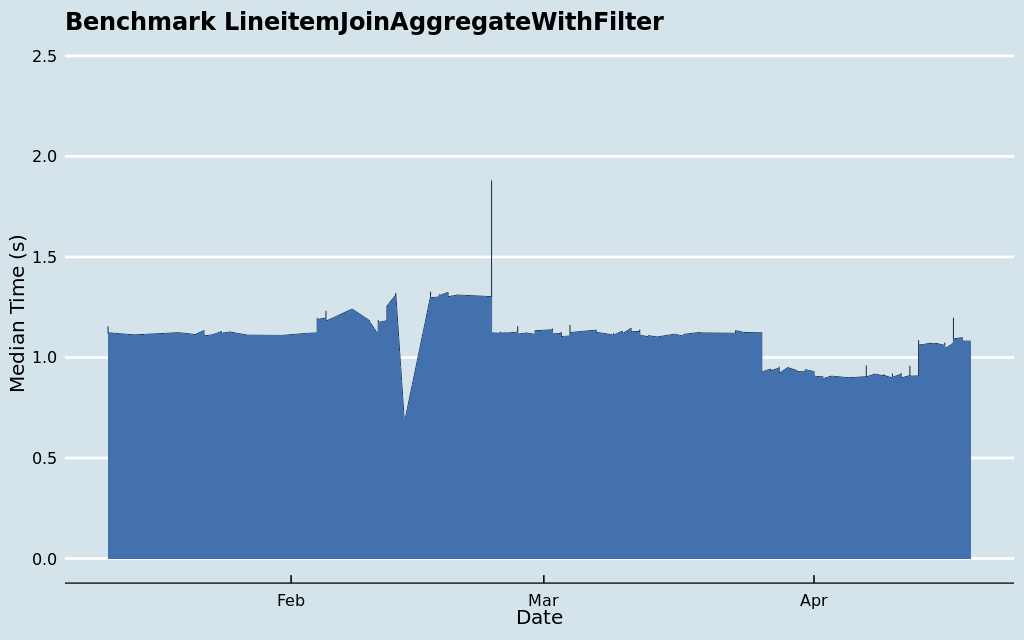 Benchmark LineitemJoinAggregateWithFilter
2.5
2.0
1.5
1.0
0.5
0.0
Median Time (s)
Feb
Mar
Apr
Date